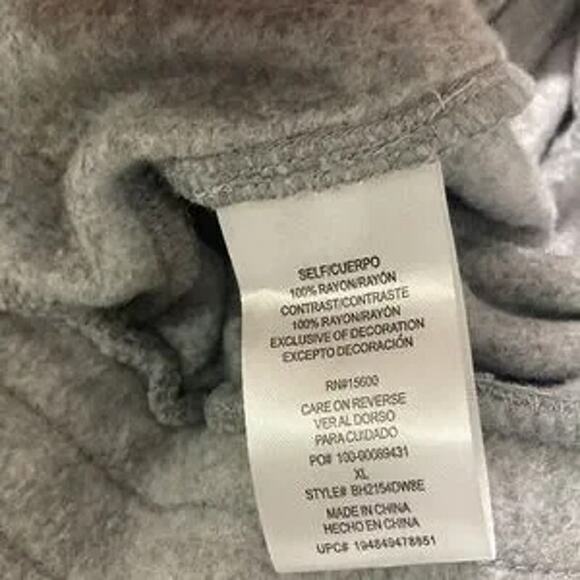 SELF/CUERPO
100% RAYON/RAYÓN
CONTRAST/CONTRASTE
100% RAYON/RAYÓN
EXCLUSIVE OF DECORATION
EXCEPTO DECORACIÓN
RN#15600
CARE ON REVERSE
VER AL DORSO
PARA CUIDADO
PO# 100-00089431
XL
STYLE# BH2154DW8E
MADE IN CHINA
HECHO EN CHINA
UPC# 194849478851